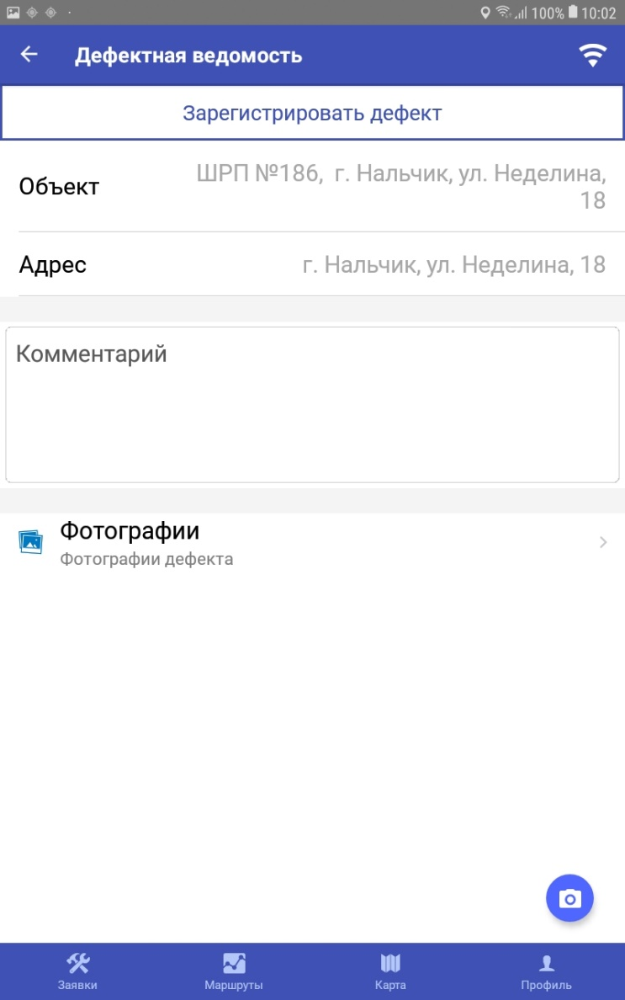 100% 10:02
Дефектная ведомость
Зарегистрировать дефект
Объект
ШРП №186, г. Нальчик, ул. Неделина,
18
Адрес
г. Нальчик, ул. Неделина, 18
Комментарий
Фотографии
Фотографии дефекта
Заявки
Маршруты
Карта
Профиль